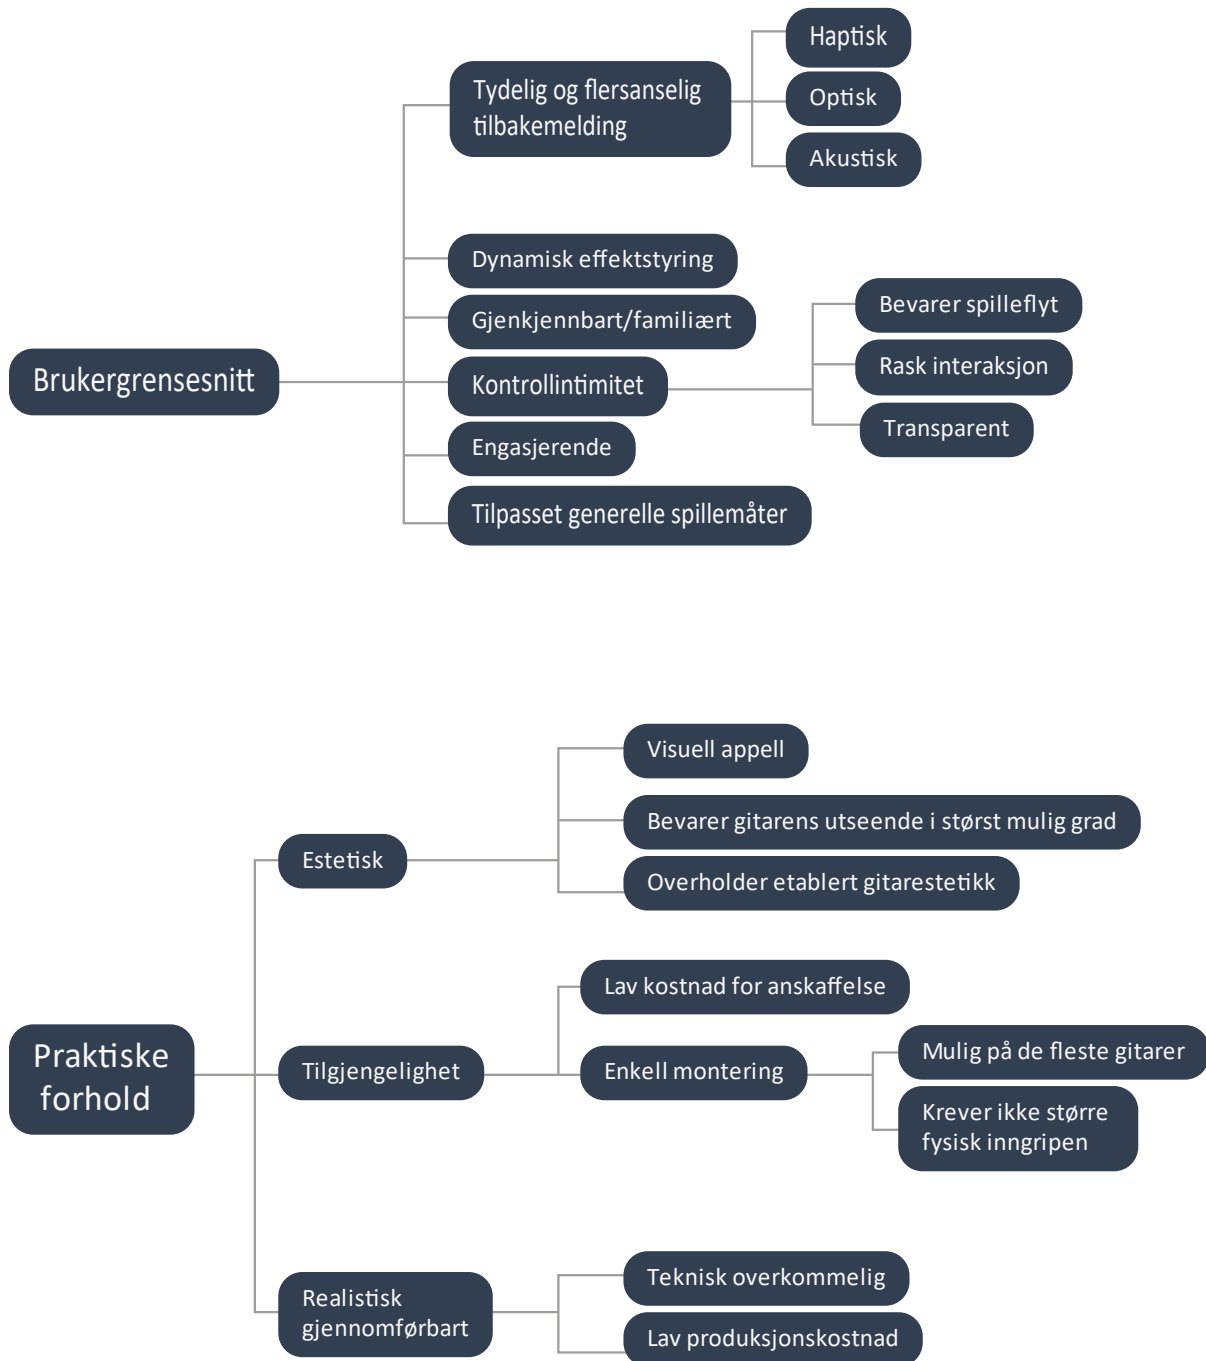 Haptisk
Tydelig og flersanselig
tilbakemelding
Optisk
Akustisk
Dynamisk effektstyring
Gjenkjennbart/familiært
Bevarer spilleflyt
Brukergrensesnitt
Kontrollintimitet
Rask interaksjon
Transparent
Engasjerende
Tilpasset generelle spillemåter
Visuell appell
Bevarer gitarens utseende i størst mulig grad
Estetisk
Overholder etablert gitarestetikk
Lav kostnad for anskaffelse
Praktiske
forhold
Tilgjengelighet
Enkell montering
Mulig på de fleste gitarer
Krever ikke større
fysisk inngripen
Realistisk
gjennomførbart
Teknisk overkommelig
Lav produksjonskostnad